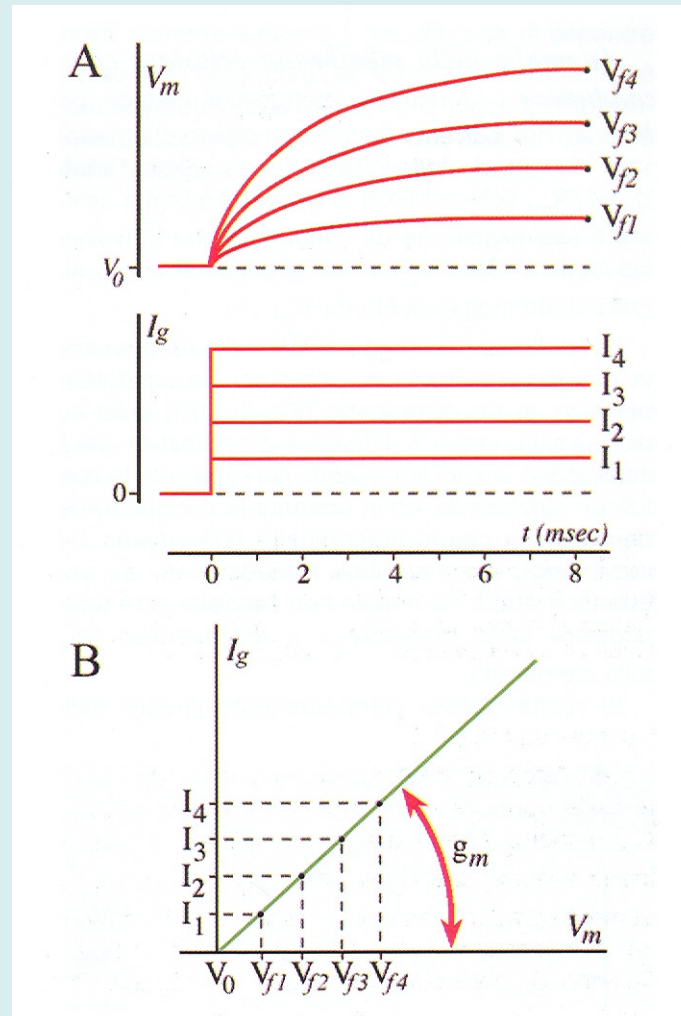 A
Vm
Vf4
Vf3
Vf2
Vf1
V0
Ig
I4
I3
I2
I1
0
t (msec)
0 2 4 6 8
B
Ig
I4
I3
I2
I1
gm
Vm
V0 Vf1 Vf2 Vf3 Vf4